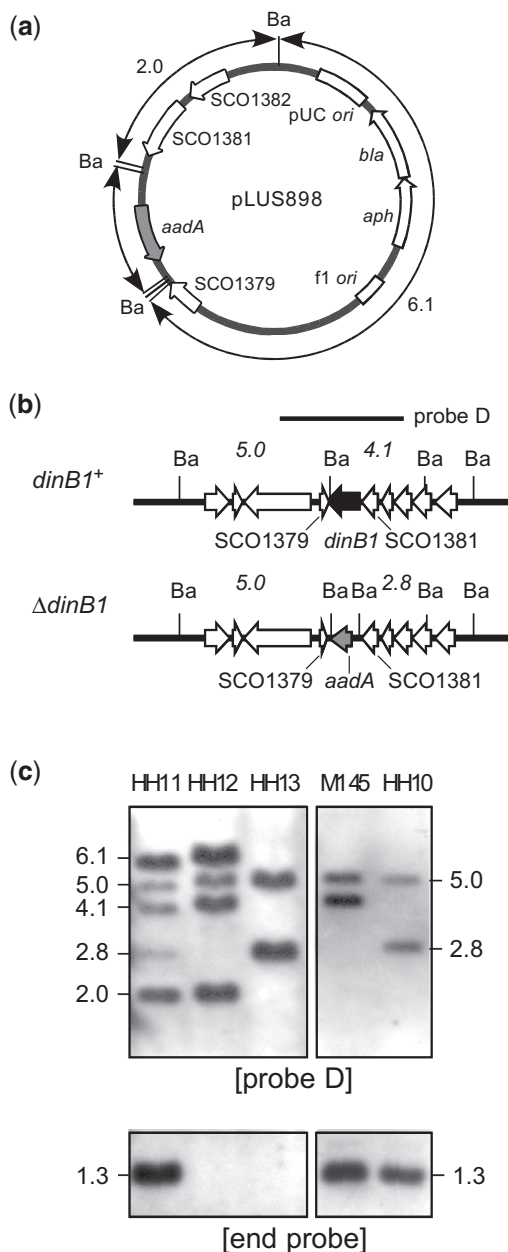 (a)
Ba
2.0
SCO1382
pUC ori
SCO1381
bla
Ba
pLUS898
aph
aadA
SCO1379
f1 ori
Ba
6.1
(b)
probe D
5.0 4.1
dinB1+ Ba Ba Ba Ba
SCO1379 dinB1 SCO1381
5.0 2.8
ΔdinB1 Ba Ba Ba Ba Ba
SCO1379 aadA SCO1381
(c)
HH11 HH12 HH13 M145 HH10
6.1
5.0 5.0
4.1
2.8 2.8
2.0
[probe D]
1.3 1.3
[end probe]